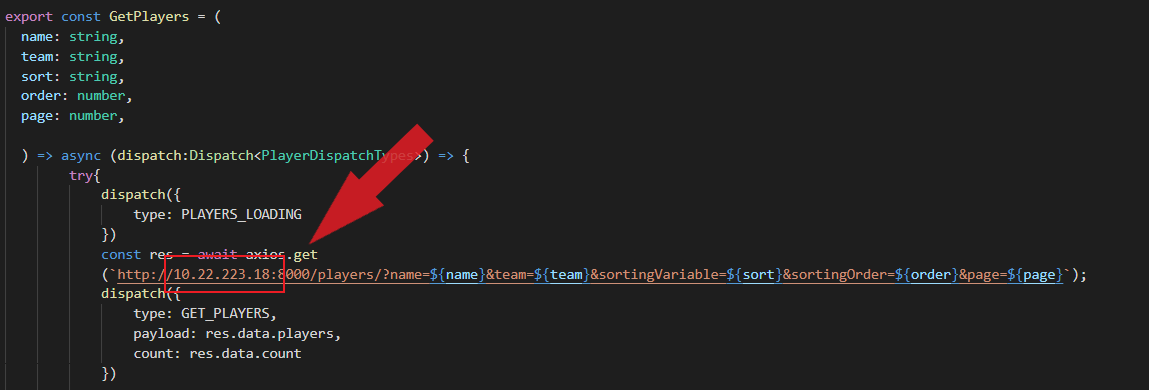 export const GetPlayers = (
name: string,
team: string,
sort: string,
order: number,
page: number,
) => async (dispatch:Dispatch<PlayerDispatchTypes>) => {
try{
dispatch({
type: PLAYERS_LOADING
})
const res = await axios.get
(`http://10.22.223.18:8000/players/?name=${name}&team=${team}&sortingVariable=${sort}&sortingOrder=${order}&page=${page}`);
dispatch({
type: GET_PLAYERS,
payload: res.data.players,
count: res.data.count
})